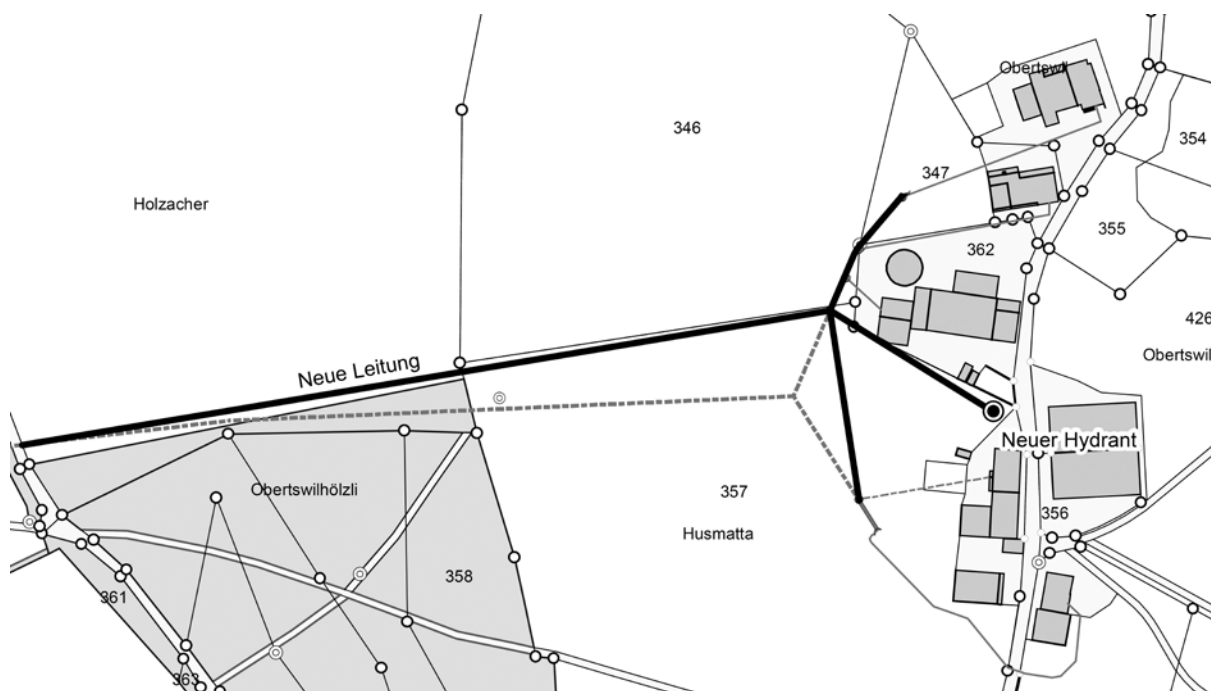 Obertswil
346
354
347
Holzacher
355
362
426
Obertswil
Neue Leitung
Neuer Hydrant
Obertswilhölzli
357
356
Husmatta
358
361
363